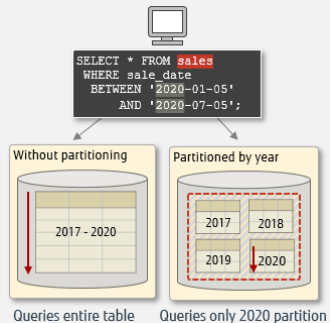 SELECT * FROM sales
WHERE sale_date
BETWEEN '2020-01-05'
AND '2020-07-05';
Without partitioning
2017 - 2020
Queries entire table
Partitioned by year
2017
2018
2019
2020
Queries only 2020 partition